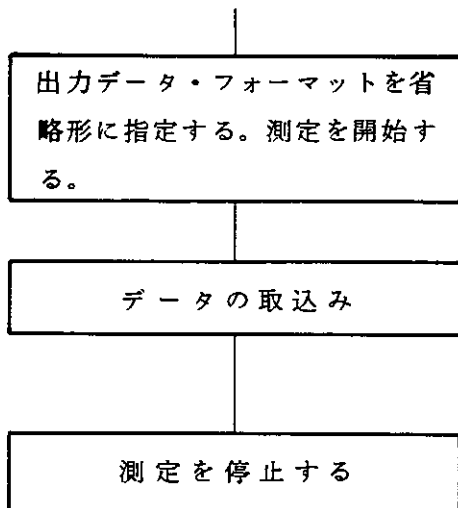 出力データ・フォーマットを省
略形に指定する。測定を開始す
る。
データの取込み
測定を停止する